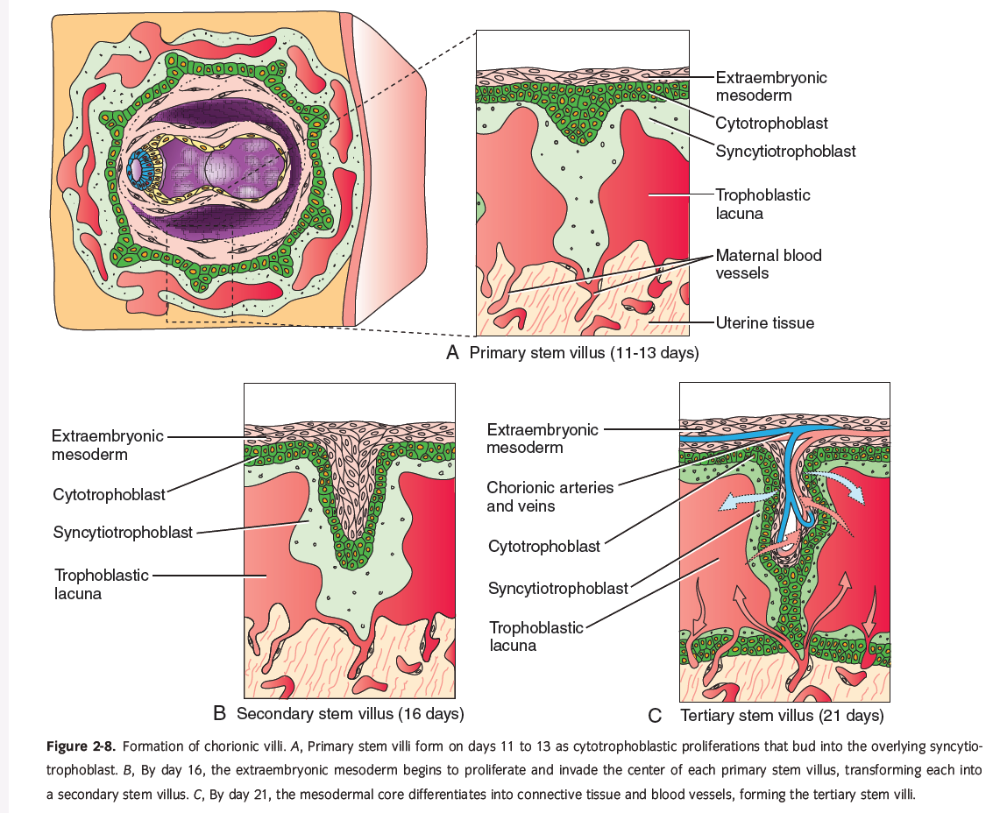 Extraembryonic
mesoderm
Cytotrophoblast
Syncytiotrophoblast
Trophoblastic
lacuna
Maternal blood
vessels
Uterine tissue
A Primary stem villus (11-13 days)
Extraembryonic
mesoderm
Cytotrophoblast
Syncytiotrophoblast
Trophoblastic
lacuna
B Secondary stem villus (16 days)
Extraembryonic
mesoderm
Chorionic arteries
and veins
Cytotrophoblast
Syncytiotrophoblast
Trophoblastic
lacuna
C Tertiary stem villus (21 days)
Figure 2-8. Formation of chorionic villi. A, Primary stem villi form on days 11 to 13 as cytotrophoblastic proliferations that bud into the overlying syncytio-
trophoblast. B, By day 16, the extraembryonic mesoderm begins to proliferate and invade the center of each primary stem villus, transforming each into
a secondary stem villus. C, By day 21, the mesodermal core differentiates into connective tissue and blood vessels, forming the tertiary stem villi.